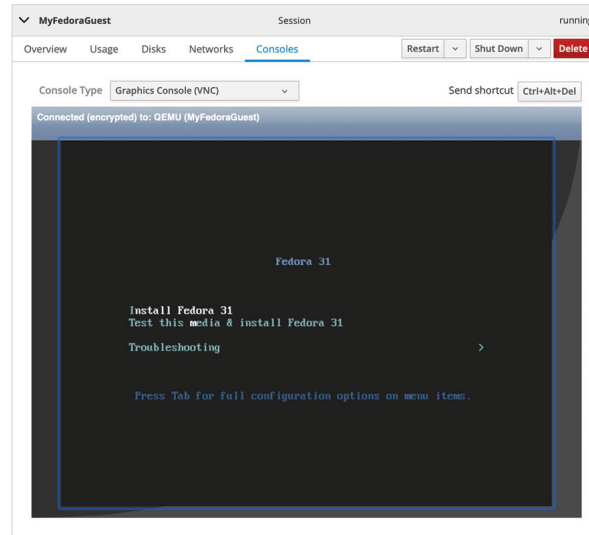 MyFedoraGuest Session running
Overview Usage Disks Networks Consoles Restart Shut Down Delete
Console Type Graphics Console (VNC) Send shortcut Ctrl+Alt+Del
Connected (encrypted) to: QEMU (MyFedoraGuest)
Fedora 31
Install Fedora 31
Test this media & install Fedora 31
Troubleshooting >
Press Tab for full configuration options on menu items.